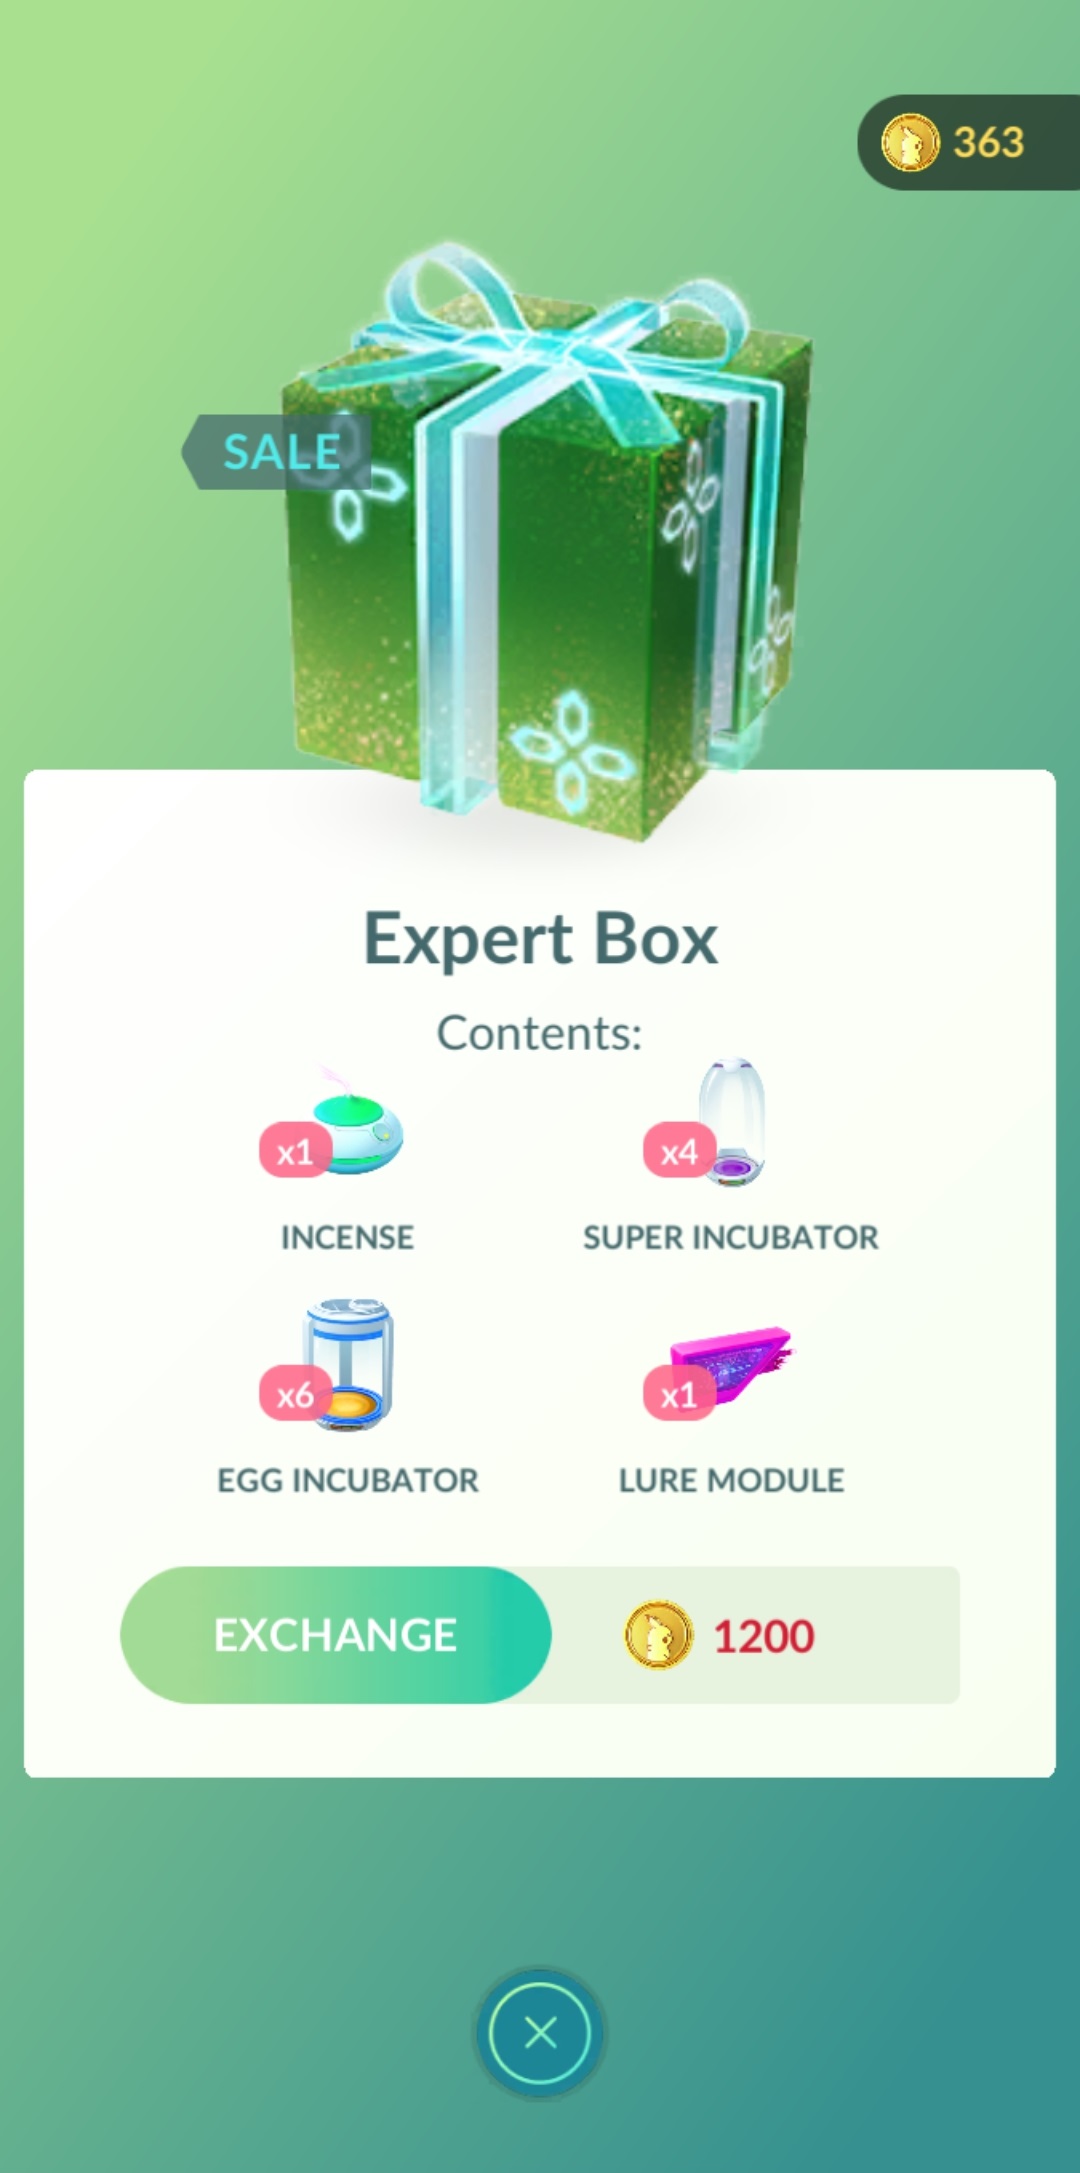 363
SALE
Expert Box
Contents:
x1
x4
INCENSE
SUPER INCUBATOR
x6
x1
EGG INCUBATOR
LURE MODULE
EXCHANGE
1200